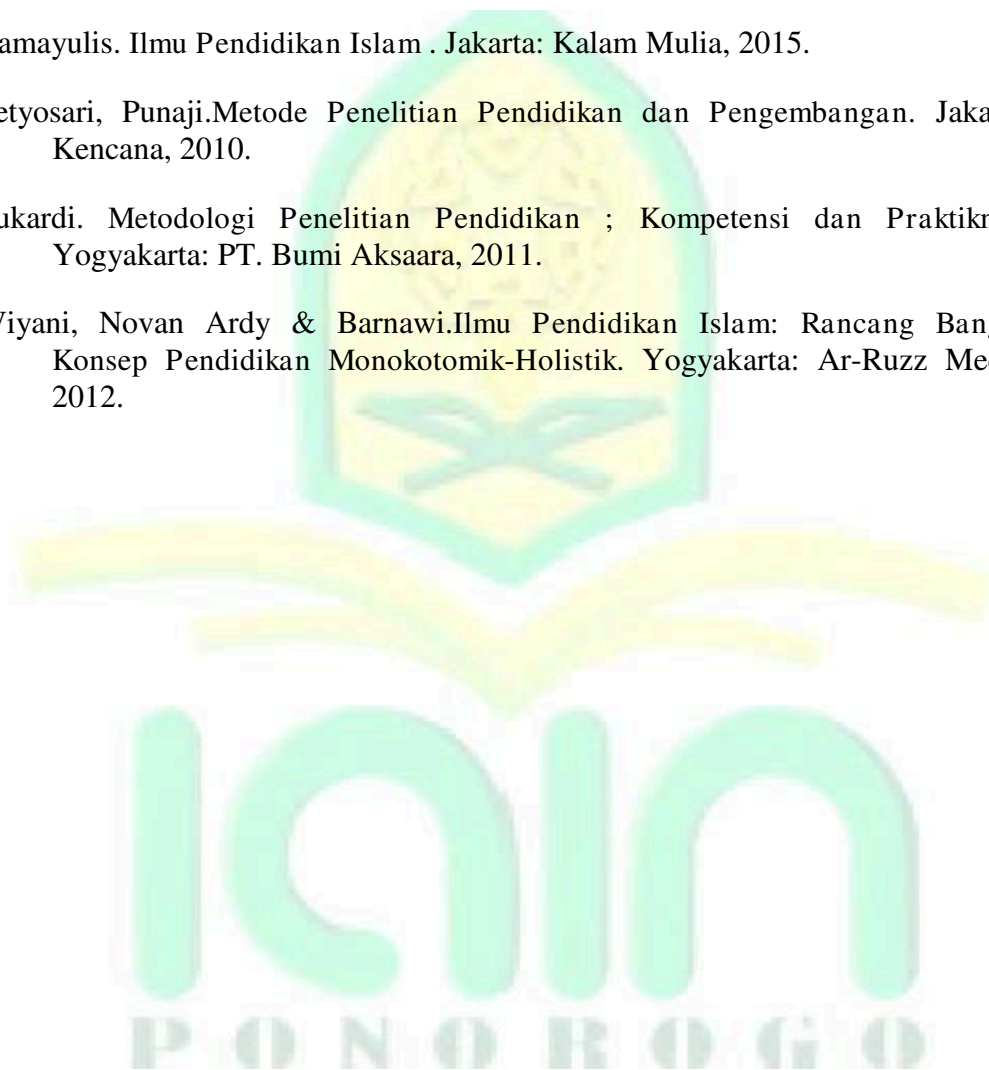 amayulis. Ilmu Pendidikan Islam . Jakarta: Kalam Mulia, 2015.
etyosari, Punaji.Metode Penelitian Pendidikan dan Pengembangan. Jaka
Kencana, 2010.
ukardi. Metodologi Penelitian Pendidikan ; Kompetensi dan Praktikn
Yogyakarta: PT. Bumi Aksaara, 2011.
Wiyani, Novan Ardy & Barnawi.Ilmu Pendidikan Islam: Rancang Bang
Konsep Pendidikan Monokotomik-Holistik. Yogyakarta: Ar-Ruzz Me
2012.
IAIN
PONOROGO